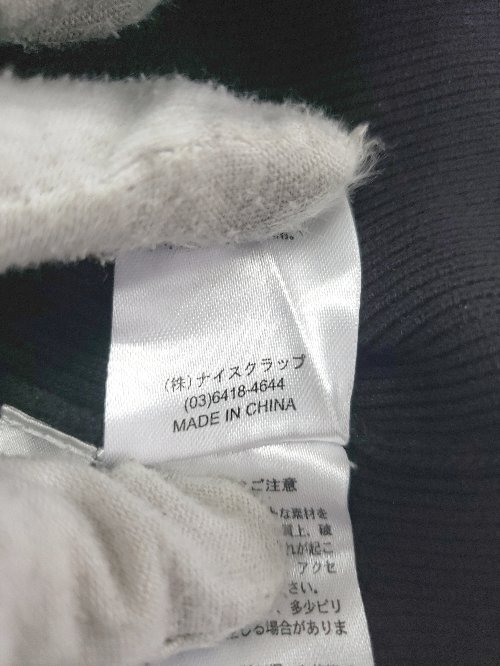 (株)ナイスクラップ
(03)6418-4644
MADE IN CHINA
ご注意
な素材を
質上、破
れが起こ
アクセ
さい。
、多少ピリ
じる場合がありま